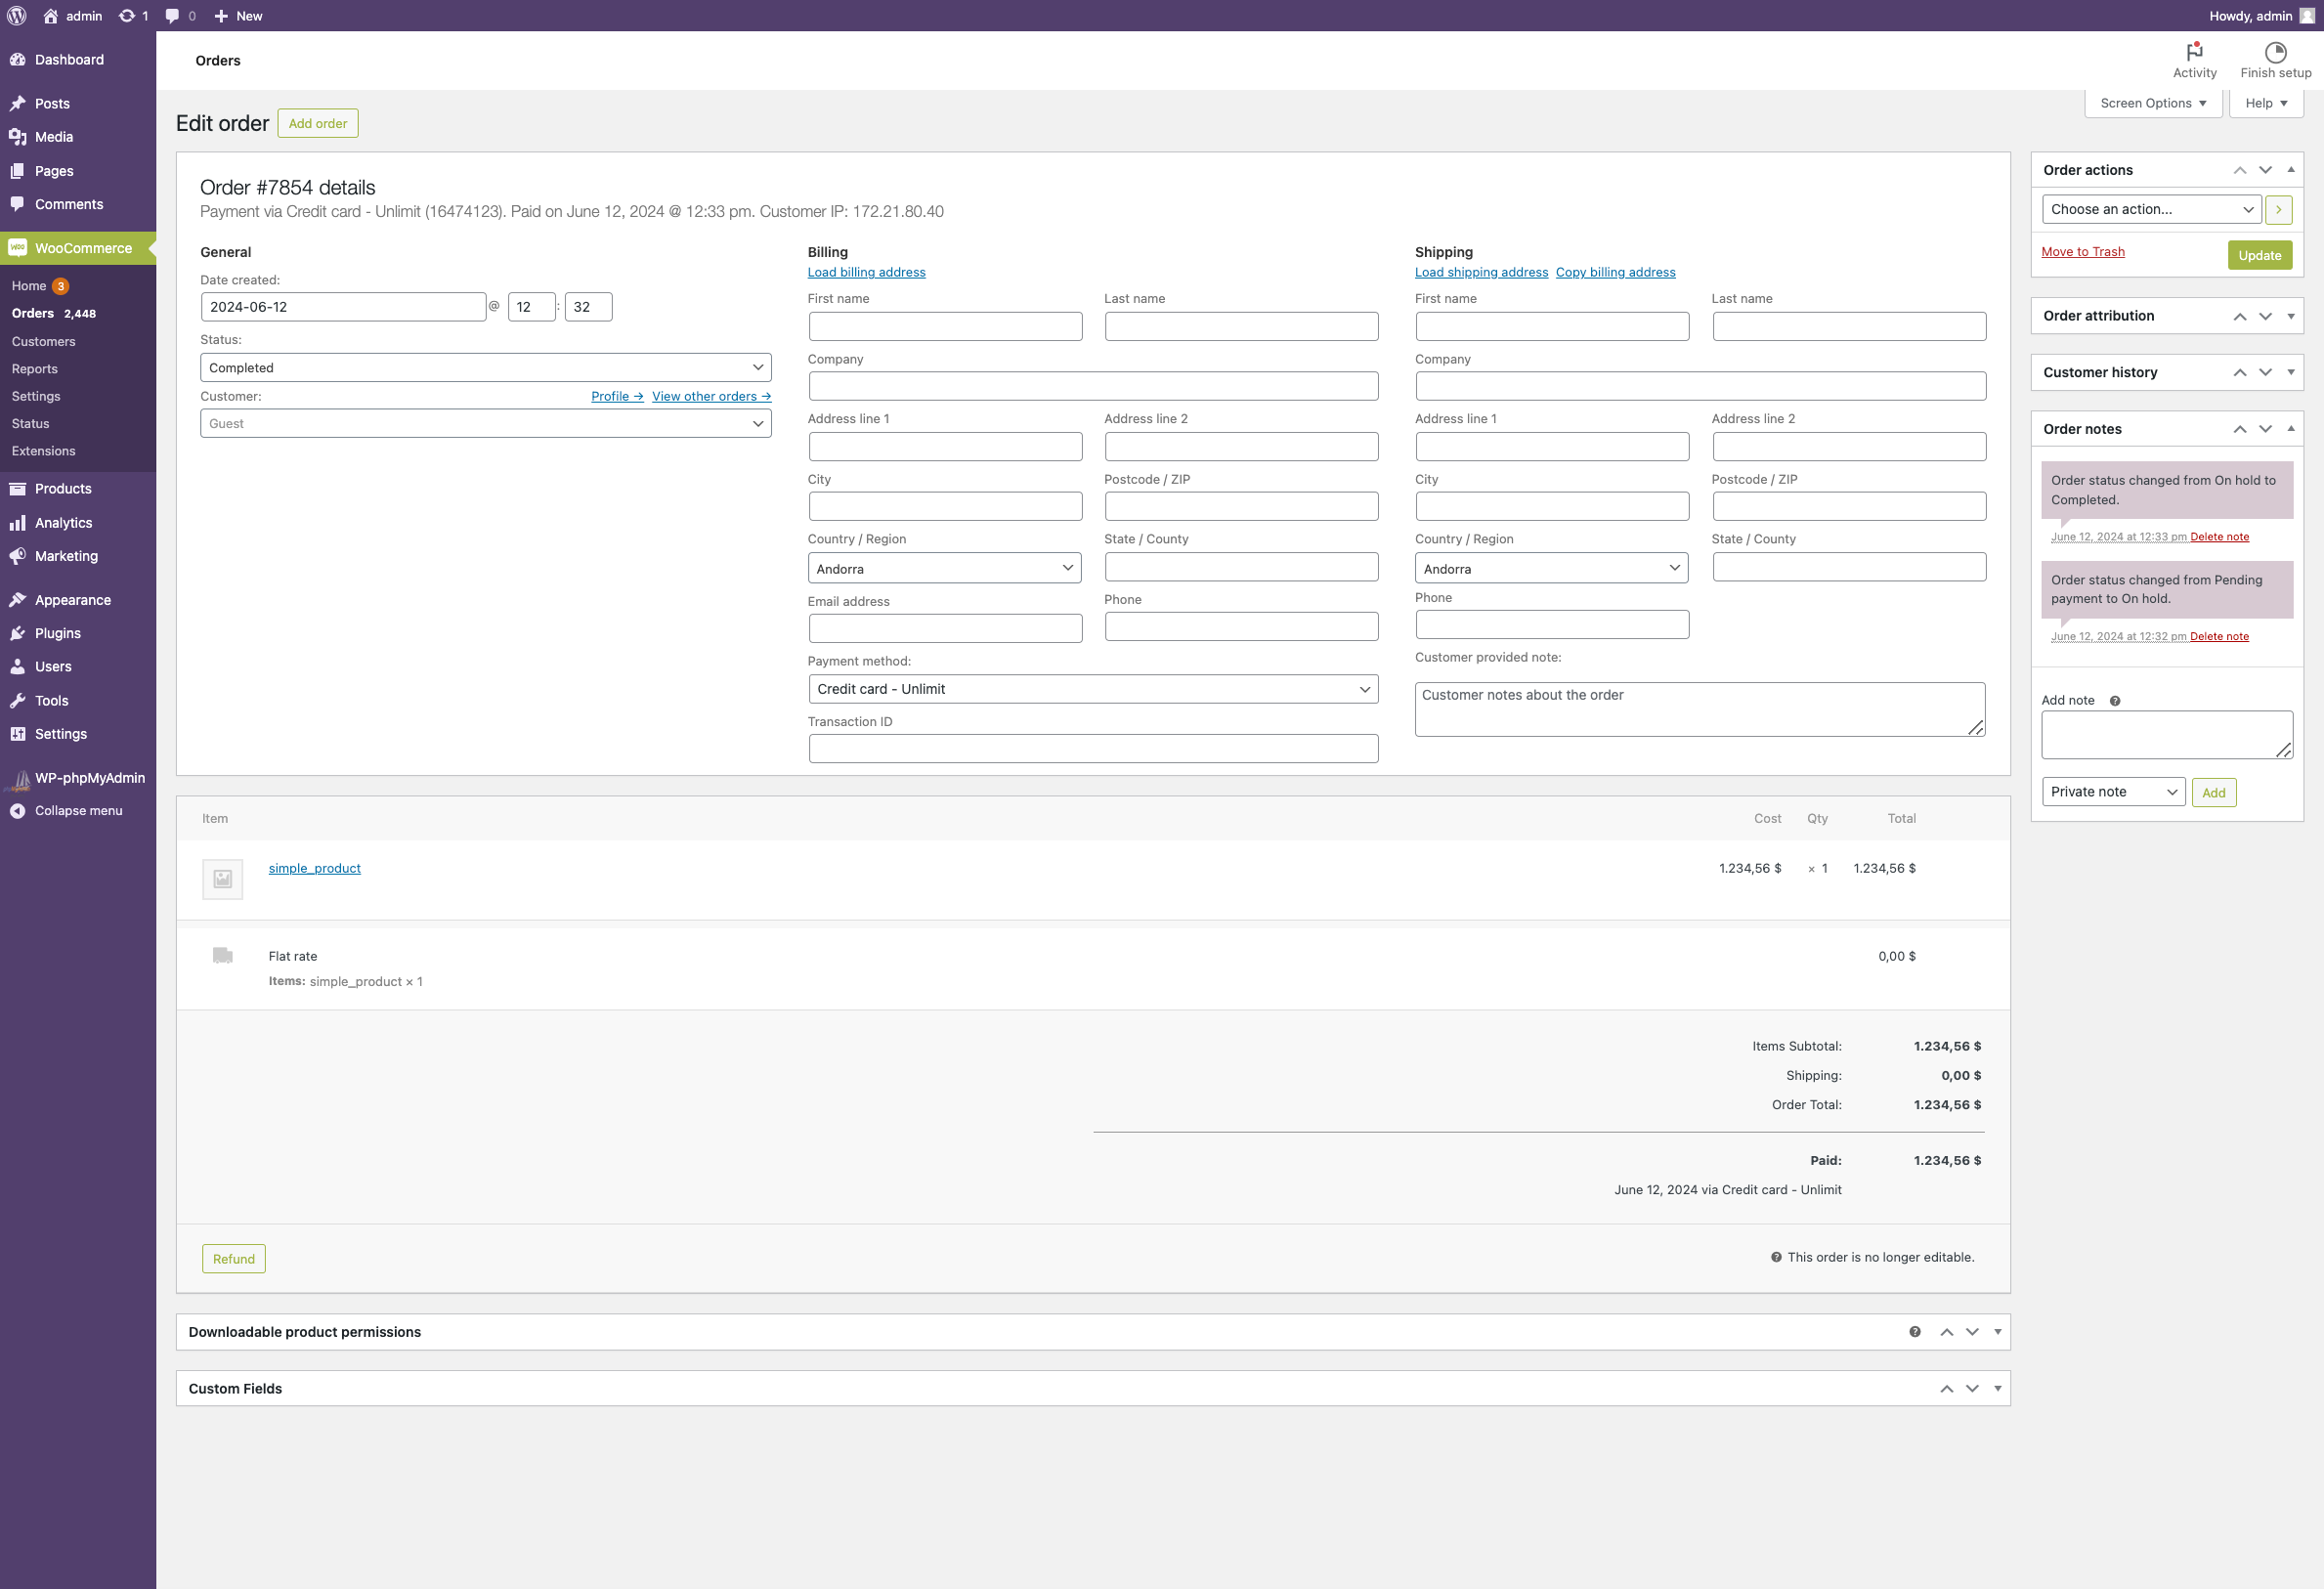 admin 1 0 New Howdy, admin
Dashboard
Posts
Media
Pages
Comments
WooCommerce
Home 3
Orders 2,448
Customers
Reports
Settings
Status
Extensions
Products
Analytics
Marketing
Appearance
Plugins
Users
Tools
Settings
WP-phpMyAdmin
Collapse menu
Orders
Activity Finish setup
Screen Options Help
Edit order Add order
Order #7854 details
Payment via Credit card - Unlimit (16474123). Paid on June 12, 2024 @ 12:33 pm. Customer IP: 172.21.80.40
General
Date created:
2024-06-12 @ 12 : 32
Status:
Completed
Customer: Profile → View other orders →
Guest
Billing
Load billing address
First name Last name
Company
Address line 1 Address line 2
City Postcode / ZIP
Country / Region State / County
Andorra
Email address Phone
Payment method:
Credit card - Unlimit
Transaction ID
Shipping
Load shipping address Copy billing address
First name Last name
Company
Address line 1 Address line 2
City Postcode / ZIP
Country / Region State / County
Andorra
Phone
Customer provided note:
Customer notes about the order
Item Cost Qty Total
simple_product 1.234,56 $ × 1 1.234,56 $
Flat rate 0,00 $
Items: simple_product × 1
Items Subtotal: 1.234,56 $
Shipping: 0,00 $
Order Total: 1.234,56 $
Paid: 1.234,56 $
June 12, 2024 via Credit card - Unlimit
Refund This order is no longer editable.
Downloadable product permissions
Custom Fields
Order actions
Choose an action...
Move to Trash Update
Order attribution
Customer history
Order notes
Order status changed from On hold to
Completed.
June 12, 2024 at 12:33 pm Delete note
Order status changed from Pending
payment to On hold.
June 12, 2024 at 12:32 pm Delete note
Add note
Private note Add